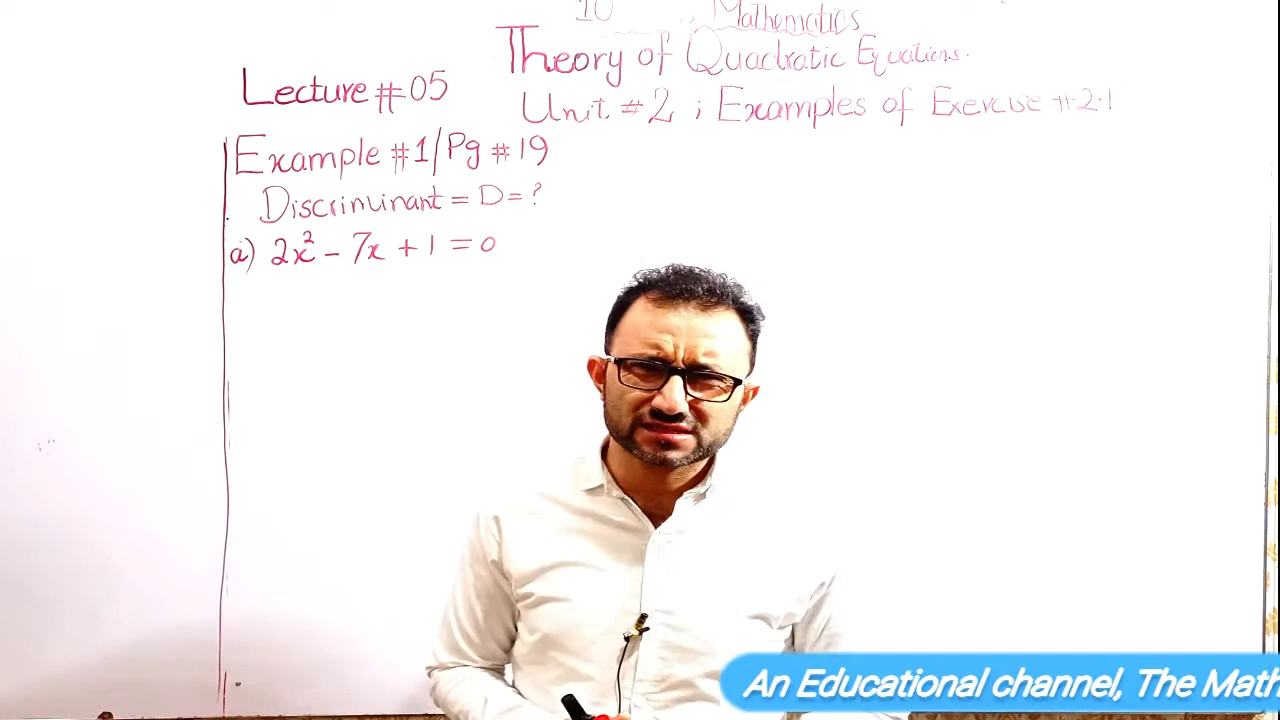 10 , Mathematics
Theory of Quadratic Equations.
Lecture #05
Unit #2 ; Examples of Exercise #2.1
Example #1/Pg #19
Discriminant = D = ?
a) 2x² - 7x + 1 = 0
An Educational channel, The Math